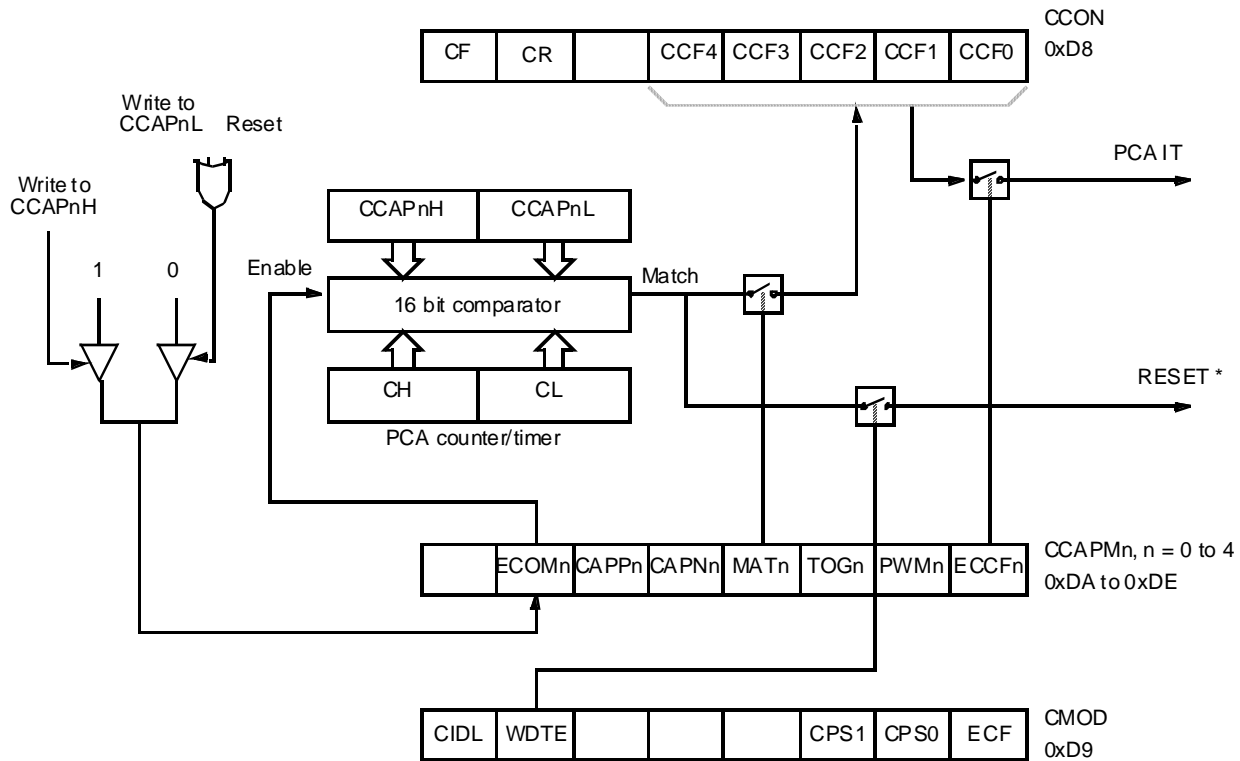 CF CR CCF4 CCF3 CCF2 CCF1 CCF0
CCON
0xD8
Write to
CCAPnL Reset
Write to
CCAPnH
PCA IT
CCAPnH CCAPnL
1 0
Enable
Match
16 bit comparator
CH CL
PCA counter/timer
RESET *
ECOMn CAPPn CAPNn MATn TOGn PWMn ECCFn
CCAPMn, n = 0 to 4
0xDA to 0xDE
CIDL WDTE CPS1 CPS0 ECF
CMOD
0xD9